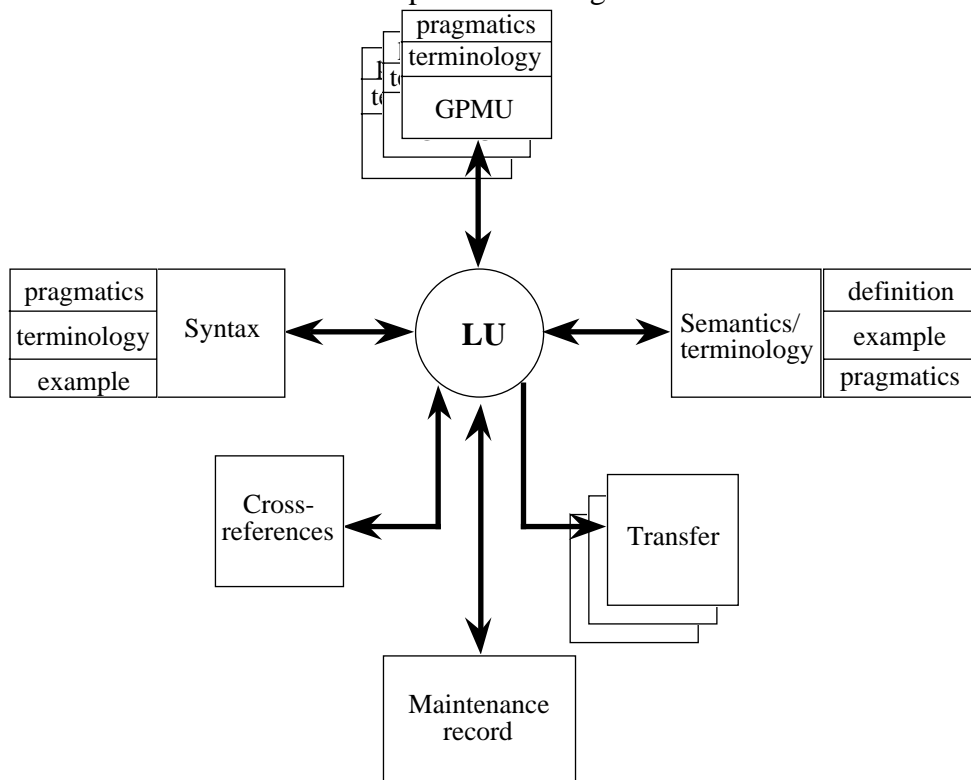 pragmatics
terminology
GPMU
pragmatics
terminology
example
Syntax
LU
Semantics/
terminology
definition
example
pragmatics
Cross-
references
Transfer
Maintenance
record